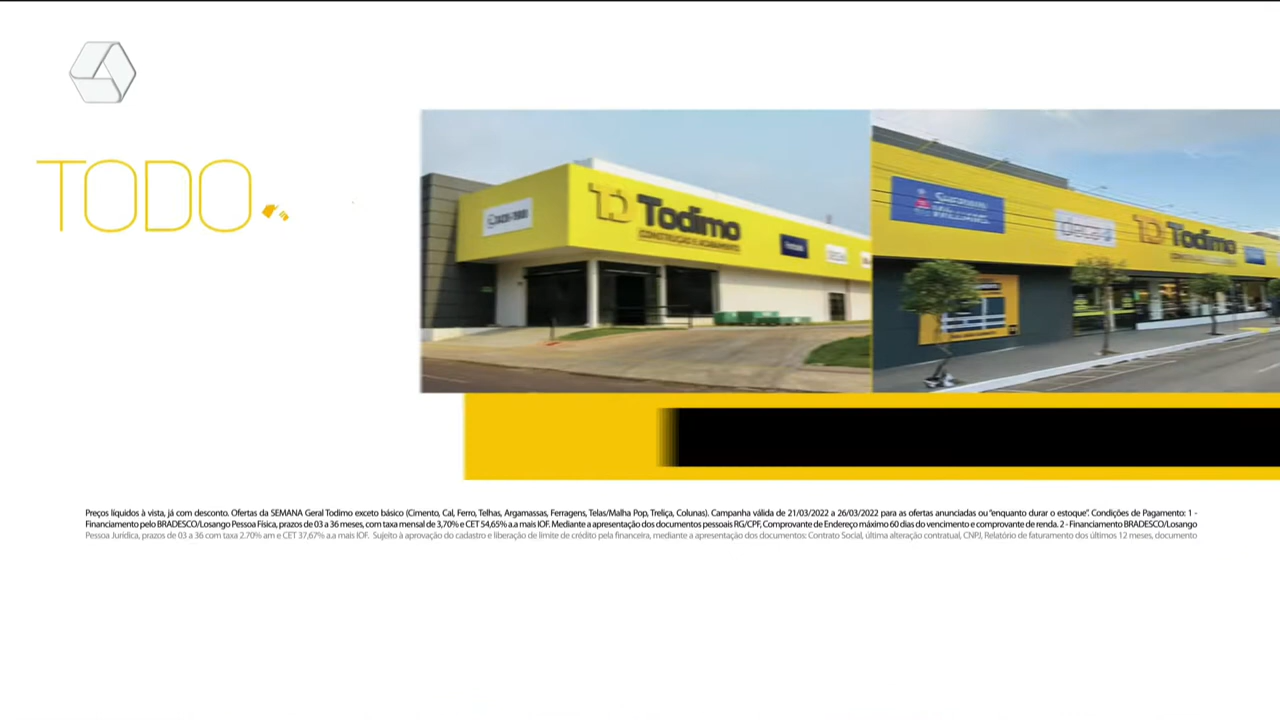 TODO
Todimo
CONSTRUÇÃO E ACABAMENTO
Suvinil
deca
Todimo
Preços líquidos à vista, já com desconto. Ofertas da SEMANA Geral Todimo exceto básico (Cimento, Cal, Ferro, Telhas, Argamassas, Ferragens, Telas/Malha Pop, Treliça, Colunas). Campanha válida de 21/03/2022 a 26/03/2022 para as ofertas anunciadas ou "enquanto durar o estoque". Condições de Pagamento: 1 -
Financiamento pelo BRADESCO/Losango Pessoa Física, prazos de 03 a 36 meses, com taxa mensal de 3,70% e CET 54,65% a.a mais IOF. Mediante a apresentação dos documentos pessoais RG/CPF, Comprovante de Endereço máximo 60 dias do vencimento e comprovante de renda. 2 - Financiamento BRADESCO/Losango
Pessoa Jurídica, prazos de 03 a 36 com taxa 2.70% am e CET 37,67% a.a mais IOF. Sujeito à aprovação do cadastro e liberação de limite de crédito pela financeira, mediante a apresentação dos documentos: Contrato Social, última alteração contratual, CNPJ, Relatório de faturamento dos últimos 12 meses, documento